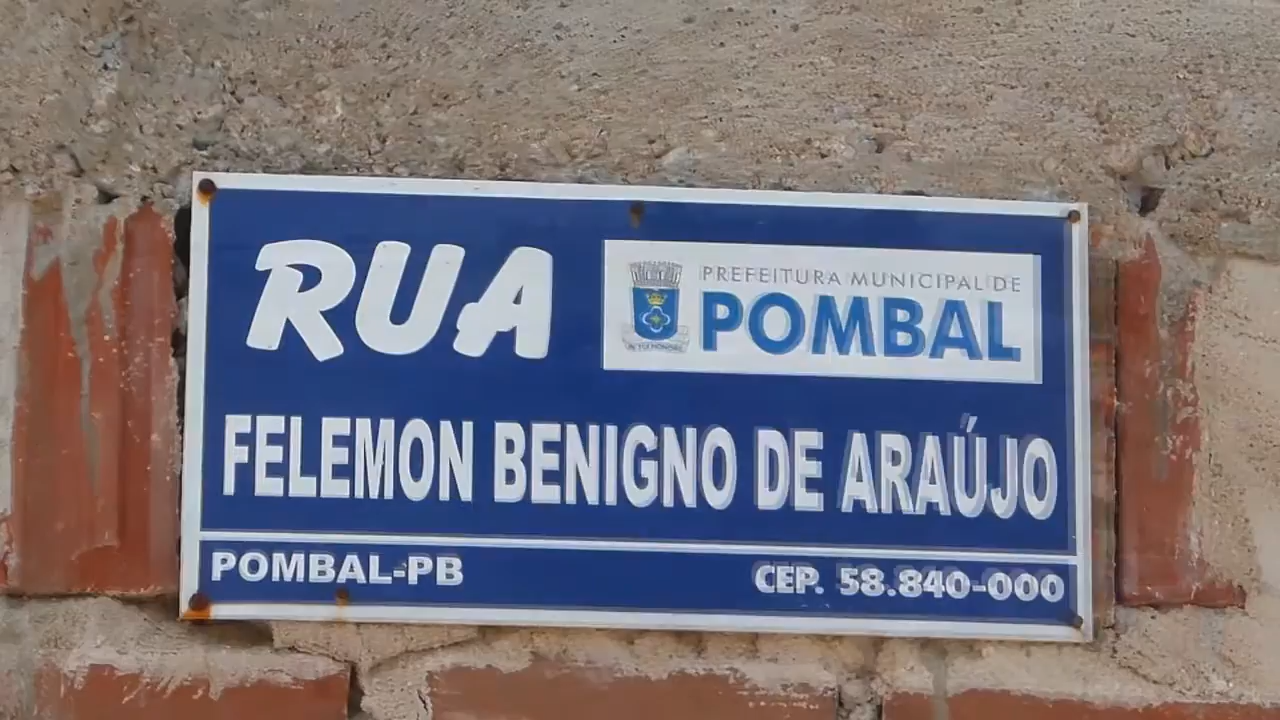 RUA
PREFEITURA MUNICIPAL DE
POMBAL
FELEMON BENIGNO DE ARAÚJO
POMBAL-PB
CEP. 58.840-000